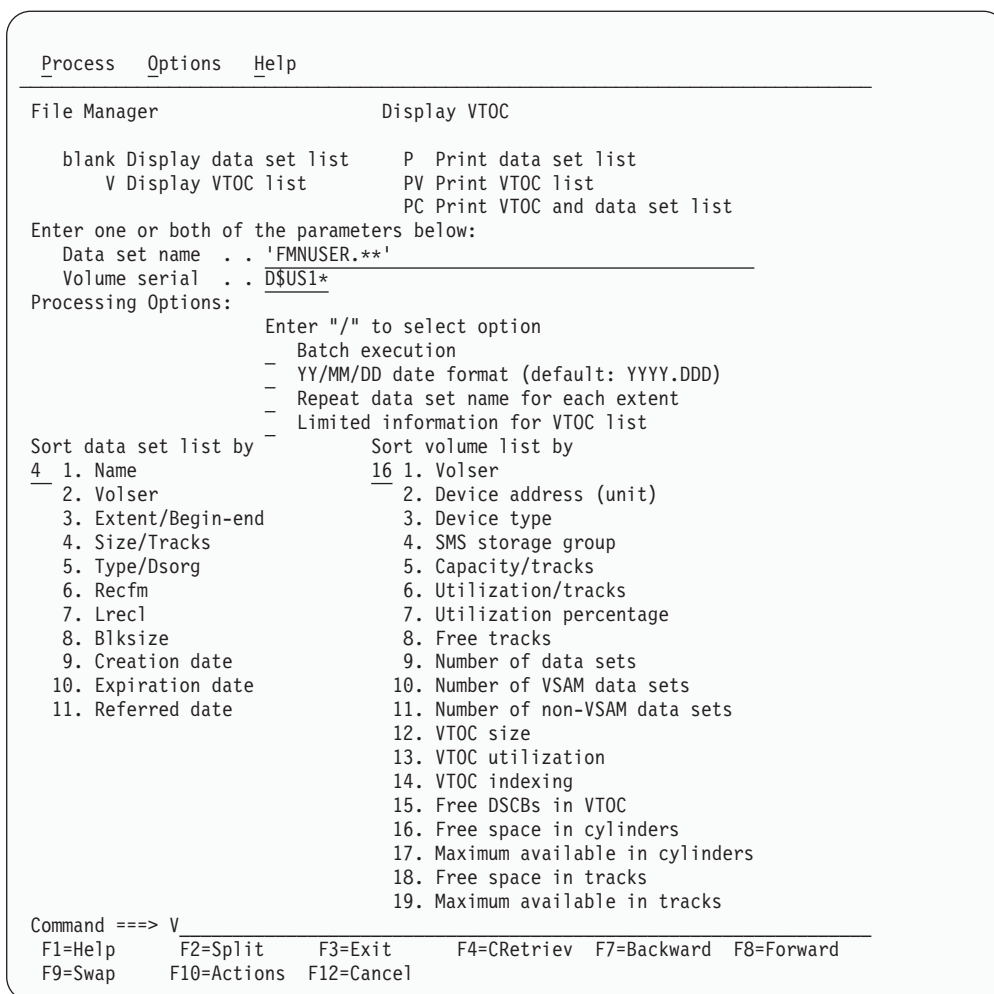 Process Options Help
File Manager Display VTOC
blank Display data set list P Print data set list
V Display VTOC list PV Print VTOC list
PC Print VTOC and data set list
Enter one or both of the parameters below:
Data set name . . 'FMNUSER.**'
Volume serial . . D$US1*
Processing Options:
Enter "/" to select option
_ Batch execution
_ YY/MM/DD date format (default: YYYY.DDD)
_ Repeat data set name for each extent
_ Limited information for VTOC list
Sort data set list by Sort volume list by
4 1. Name 16 1. Volser
2. Volser 2. Device address (unit)
3. Extent/Begin-end 3. Device type
4. Size/Tracks 4. SMS storage group
5. Type/Dsorg 5. Capacity/tracks
6. Recfm 6. Utilization/tracks
7. Lrecl 7. Utilization percentage
8. Blksize 8. Free tracks
9. Creation date 9. Number of data sets
10. Expiration date 10. Number of VSAM data sets
11. Referred date 11. Number of non-VSAM data sets
12. VTOC size
13. VTOC utilization
14. VTOC indexing
15. Free DSCBs in VTOC
16. Free space in cylinders
17. Maximum available in cylinders
18. Free space in tracks
19. Maximum available in tracks
Command ===> V
F1=Help F2=Split F3=Exit F4=CRetriev F7=Backward F8=Forward
F9=Swap F10=Actions F12=Cancel